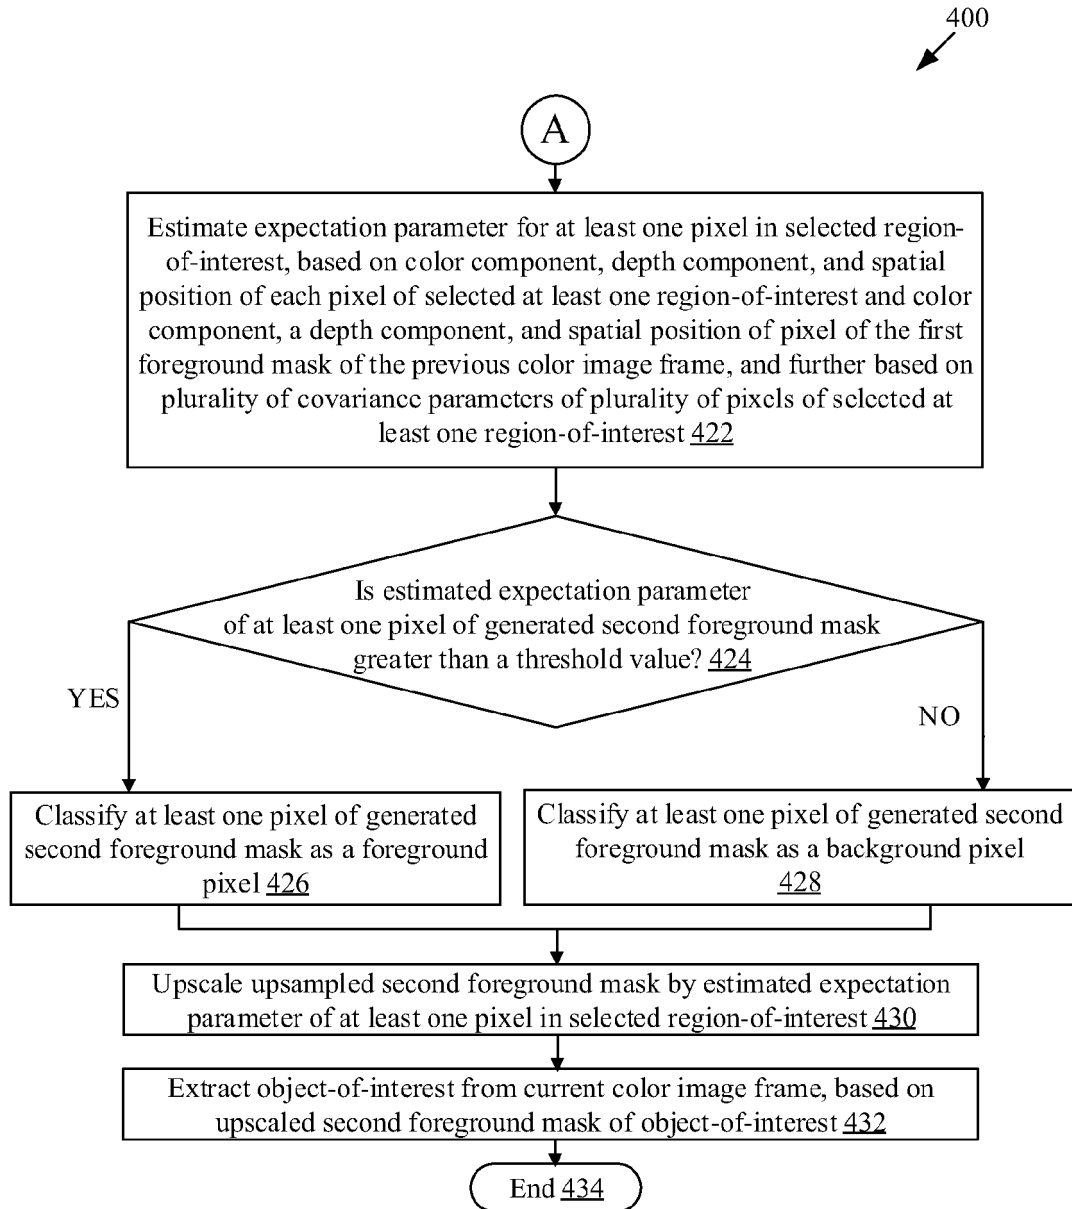 400
A
Estimate expectation parameter for at least one pixel in selected region-
of-interest, based on color component, depth component, and spatial
position of each pixel of selected at least one region-of-interest and color
component, a depth component, and spatial position of pixel of the first
foreground mask of the previous color image frame, and further based on
plurality of covariance parameters of plurality of pixels of selected at
least one region-of-interest 422
Is estimated expectation parameter
of at least one pixel of generated second foreground mask
greater than a threshold value? 424
YES
NO
Classify at least one pixel of generated
second foreground mask as a foreground
pixel 426
Classify at least one pixel of generated second
foreground mask as a background pixel
428
Upscale upsampled second foreground mask by estimated expectation
parameter of at least one pixel in selected region-of-interest 430
Extract object-of-interest from current color image frame, based on
upscaled second foreground mask of object-of-interest 432
End 434